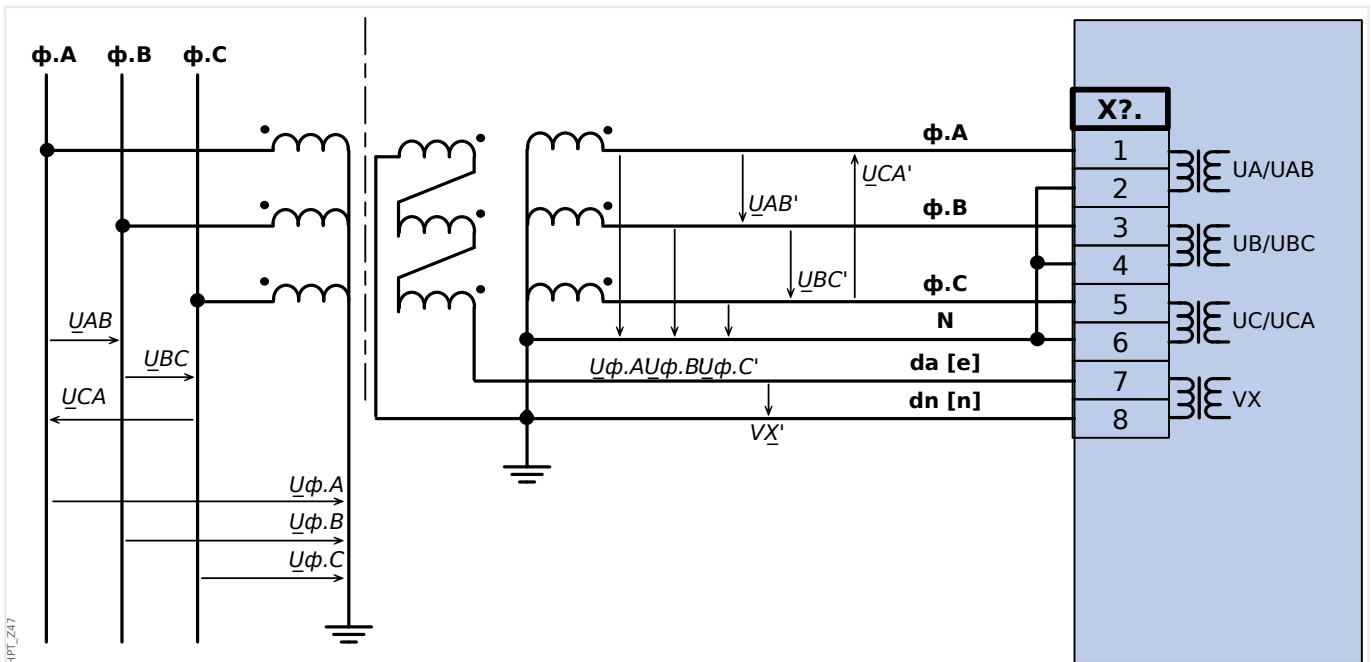 ф.A ф.B ф.C
X?.
ф.A
1
UCA'
2
UA/UAB
UAB'
ф.B
3
4
UB/UBC
UBC'
ф.C
5
N
6
UC/UCA
UAB
UBC
UCA
Uф.AUф.BUф.C'
da [e]
7
dn [n]
8
VX
VX'
Uф.A
Uф.B
Uф.C
HPT_Z47